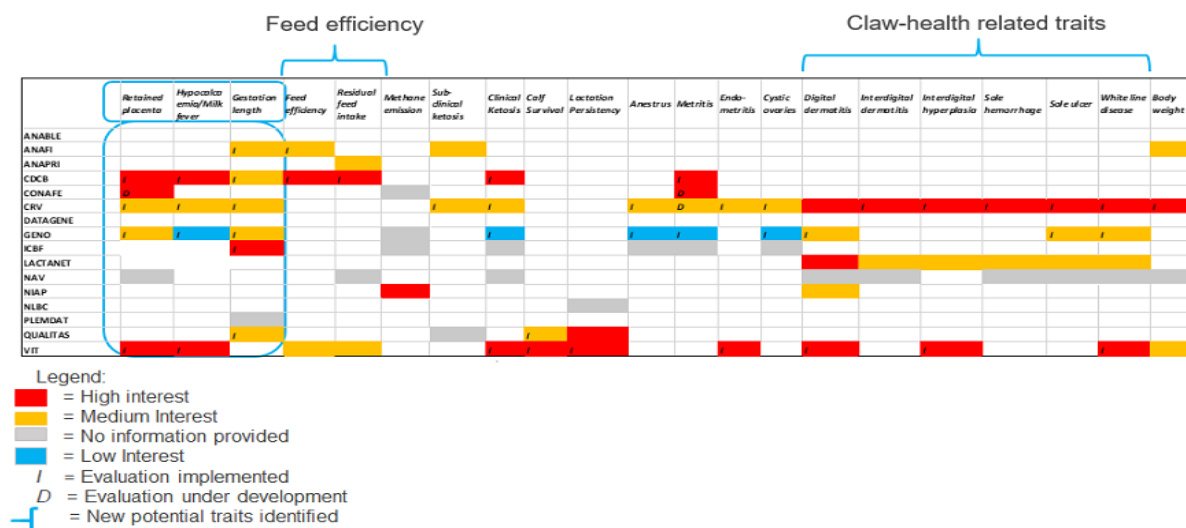 Feed efficiency Claw-health related traits
Retained placenta Hypocalc emia/Milk fever Gestation length Feed efficiency Residual feed intake Methane emission Sub-clinical ketosis Clinical Ketosis Calf Survival Lactation Persistency Anestrus Metritis Endo-metritis Cystic ovaries Digital dermatitis Interdigital dermatitis Interdigital hyperplasia Sole hemorrhage Sole ulcer White line disease Body weight
ANABLE
ANAFI I I
ANAPRI
CDCB I I I I I I I
CONAFE D D
CRV I I I I I I D I I I I I I I I
DATAGENE
GENO I I I I I I I I I I
ICBF I
LACTANET
NAV
NIAP
NLBC
PLEMDAT
QUALITAS I I
VIT I I I I I I I I I
Legend:
= High interest
= Medium Interest
= No information provided
= Low Interest
I = Evaluation implemented
D = Evaluation under development
= New potential traits identified